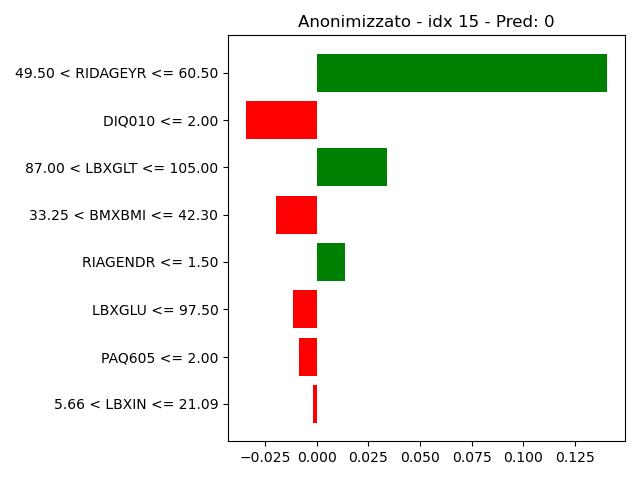 Anonimizzato - idx 15 - Pred: 0
49.50 < RIDAGEYR <= 60.50
DIQ010 <= 2.00
87.00 < LBXGLT <= 105.00
33.25 < BMXBMI <= 42.30
RIAGENDR <= 1.50
LBXGLU <= 97.50
PAQ605 <= 2.00
5.66 < LBXIN <= 21.09
−0.025 0.000 0.025 0.050 0.075 0.100 0.125